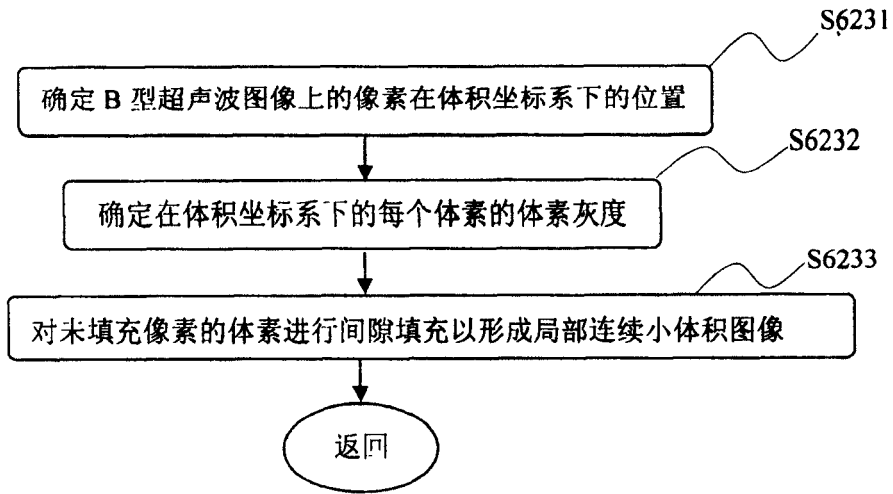 S6231
确定 B 型超声波图像上的像素在体积坐标系下的位置
S6232
确定在体积坐标系下的每个体素的体素灰度
S6233
对未填充像素的体素进行间隙填充以形成局部连续小体积图像
返回